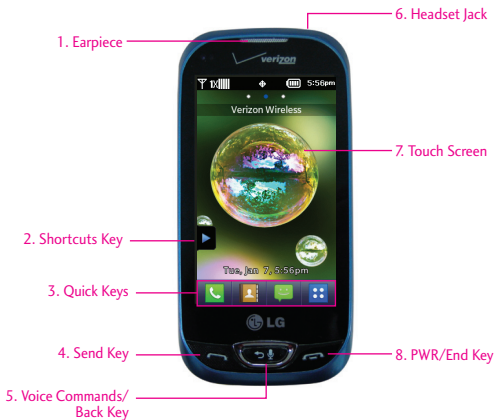 6. Headset Jack
1. Earpiece
verizon
1X
5:56pm
Verizon Wireless
7. Touch Screen
2. Shortcuts Key
Tue, Jan 7, 5:56pm
3. Quick Keys
LG
4. Send Key
8. PWR/End Key
5. Voice Commands/
Back Key